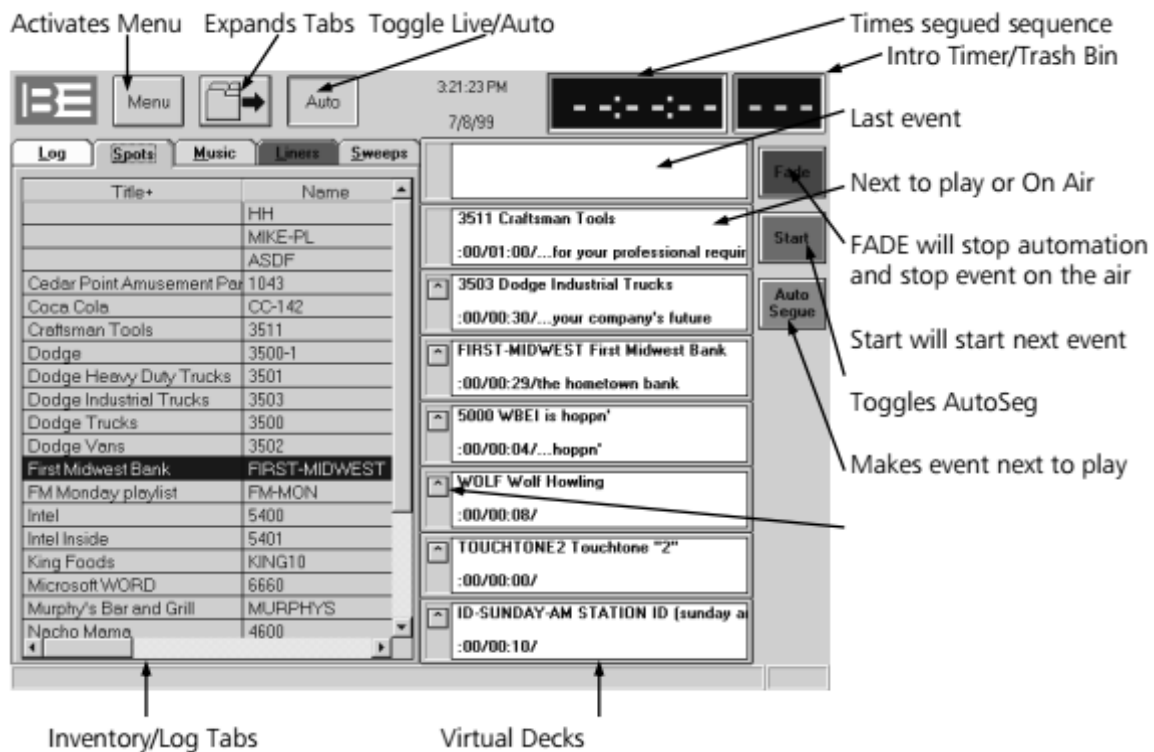 Activates Menu Expands Tabs Toggle Live/Auto
Times segued sequence
Intro Timer/Trash Bin
BE
Menu
Auto
3:21:23 PM
7/8/99
--:--:--
---
Log Spots Music Liners Sweeps
Title+ Name
HH
MIKE-PL
ASDF
Cedar Point Amusement Par 1043
Coca Cola CC-142
Craftsman Tools 3511
Dodge 3500-1
Dodge Heavy Duty Trucks 3501
Dodge Industrial Trucks 3503
Dodge Trucks 3500
Dodge Vans 3502
First Midwest Bank FIRST-MIDWEST
FM Monday playlist FM-MON
Intel 5400
Intel Inside 5401
King Foods KING10
Microsoft WORD 6660
Murphy's Bar and Grill MURPHYS
Nacho Mama 4600
3511 Craftsman Tools
:00/01:00/...for your professional requir
3503 Dodge Industrial Trucks
:00/00:30/...your company's future
FIRST-MIDWEST First Midwest Bank
:00/00:29/the hometown bank
5000 WBEI is hoppn'
:00/00:04/...hoppn'
WOLF Wolf Howling
:00/00:08/
TOUCHTONE2 Touchtone "2"
:00/00:00/
ID-SUNDAY-AM STATION ID (sunday a
:00/00:10/
Fade
Start
Auto
Segue
Last event
Next to play or On Air
FADE will stop automation
and stop event on the air
Start will start next event
Toggles AutoSeg
Makes event next to play
Inventory/Log Tabs
Virtual Decks